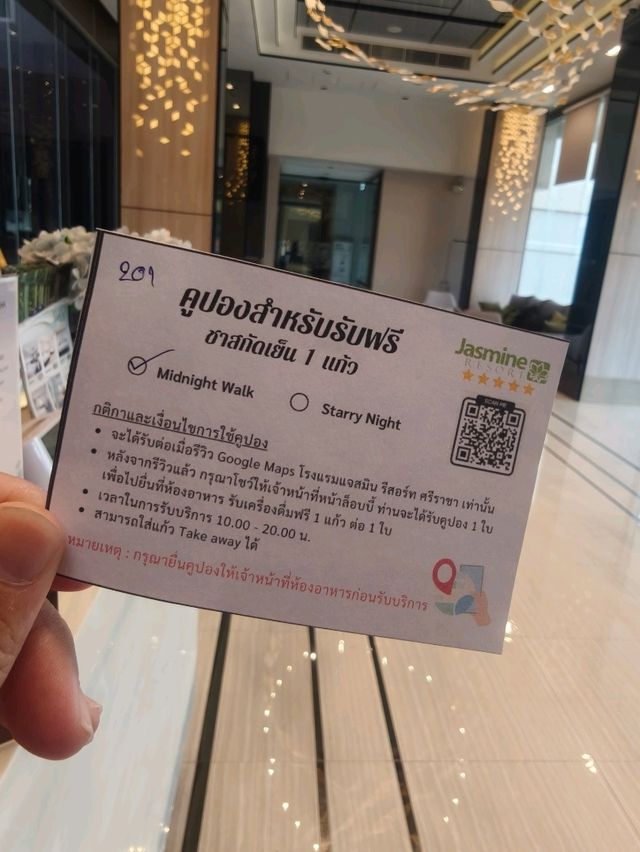 201
คูปองสำหรับรับฟรี
ชาสกัดเย็น 1 แก้ว
Jasmine
RESORT
Midnight Walk
Starry Night
SCAN ME
กติกาและเงื่อนไขการใช้คูปอง
• จะได้รับต่อเมื่อรีวิว Google Maps โรงแรมแจสมิน รีสอร์ท ศรีราชา เท่านั้น
• หลังจากรีวิวแล้ว กรุณาโชว์ให้เจ้าหน้าที่หน้าล็อบบี้ ท่านจะได้รับคูปอง 1 ใบ
เพื่อไปยื่นที่ห้องอาหาร รับเครื่องดื่มฟรี 1 แก้ว ต่อ 1 ใบ
• เวลาในการรับบริการ 10.00 - 20.00 น.
• สามารถใส่แก้ว Take away ได้
หมายเหตุ : กรุณายื่นคูปองให้เจ้าหน้าที่ห้องอาหารก่อนรับบริการ